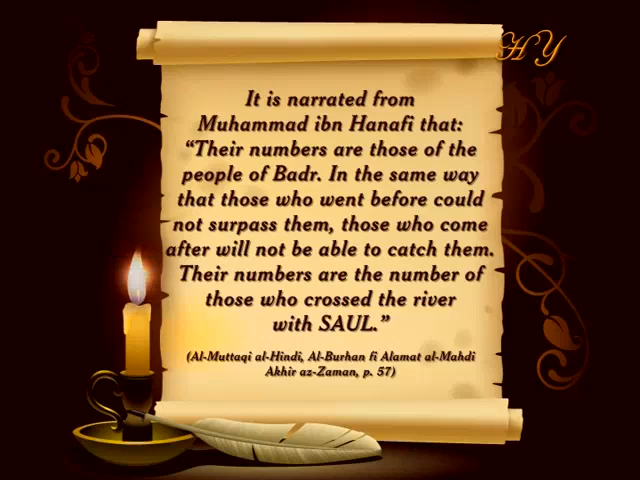 HY
It is narrated from
Muhammad ibn Hanafi that:
“Their numbers are those of the
people of Badr. In the same way
that those who went before could
not surpass them, those who come
after will not be able to catch them.
Their numbers are the number of
those who crossed the river
with SAUL.”
(Al-Muttaqi al-Hindi, Al-Burhan fi Alamat al-Mahdi
Akhir az-Zaman, p. 57)